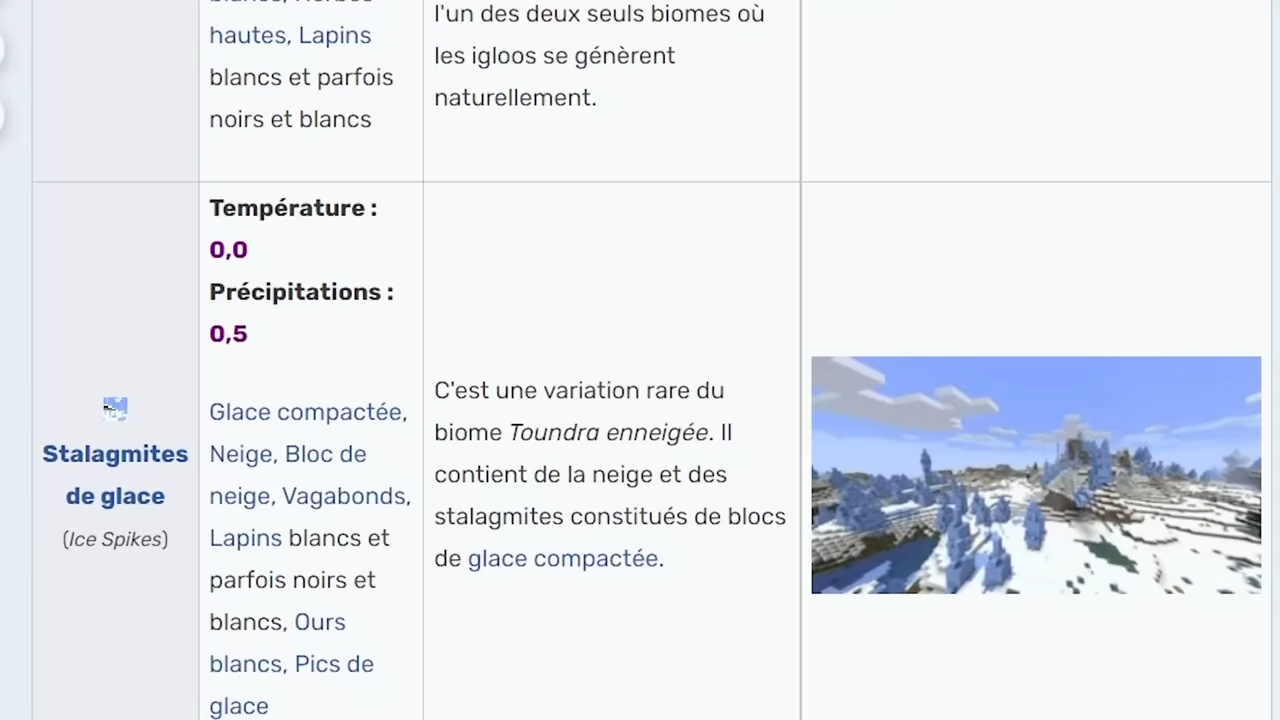 hautes, Lapins
blancs et parfois
noirs et blancs
l'un des deux seuls biomes où
les igloos se génèrent
naturellement.
Stalagmites
de glace
(Ice Spikes)
Température :
0,0
Précipitations :
0,5
Glace compactée,
Neige, Bloc de
neige, Vagabonds,
Lapins blancs et
parfois noirs et
blancs, Ours
blancs, Pics de
glace
C'est une variation rare du
biome Toundra enneigée. Il
contient de la neige et des
stalagmites constitués de blocs
de glace compactée.